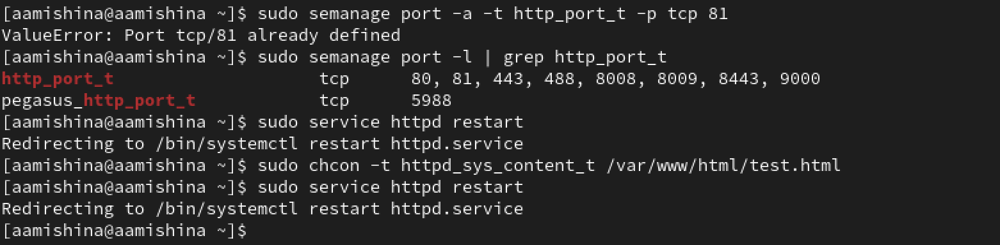 [aamishina@aamishina ~]$ sudo semanage port -a -t http_port_t -p tcp 81
ValueError: Port tcp/81 already defined
[aamishina@aamishina ~]$ sudo semanage port -l | grep http_port_t
http_port_t                    tcp      80, 81, 443, 488, 8008, 8009, 8443, 9000
pegasus_http_port_t            tcp      5988
[aamishina@aamishina ~]$ sudo service httpd restart
Redirecting to /bin/systemctl restart httpd.service
[aamishina@aamishina ~]$ sudo chcon -t httpd_sys_content_t /var/www/html/test.html
[aamishina@aamishina ~]$ sudo service httpd restart
Redirecting to /bin/systemctl restart httpd.service
[aamishina@aamishina ~]$